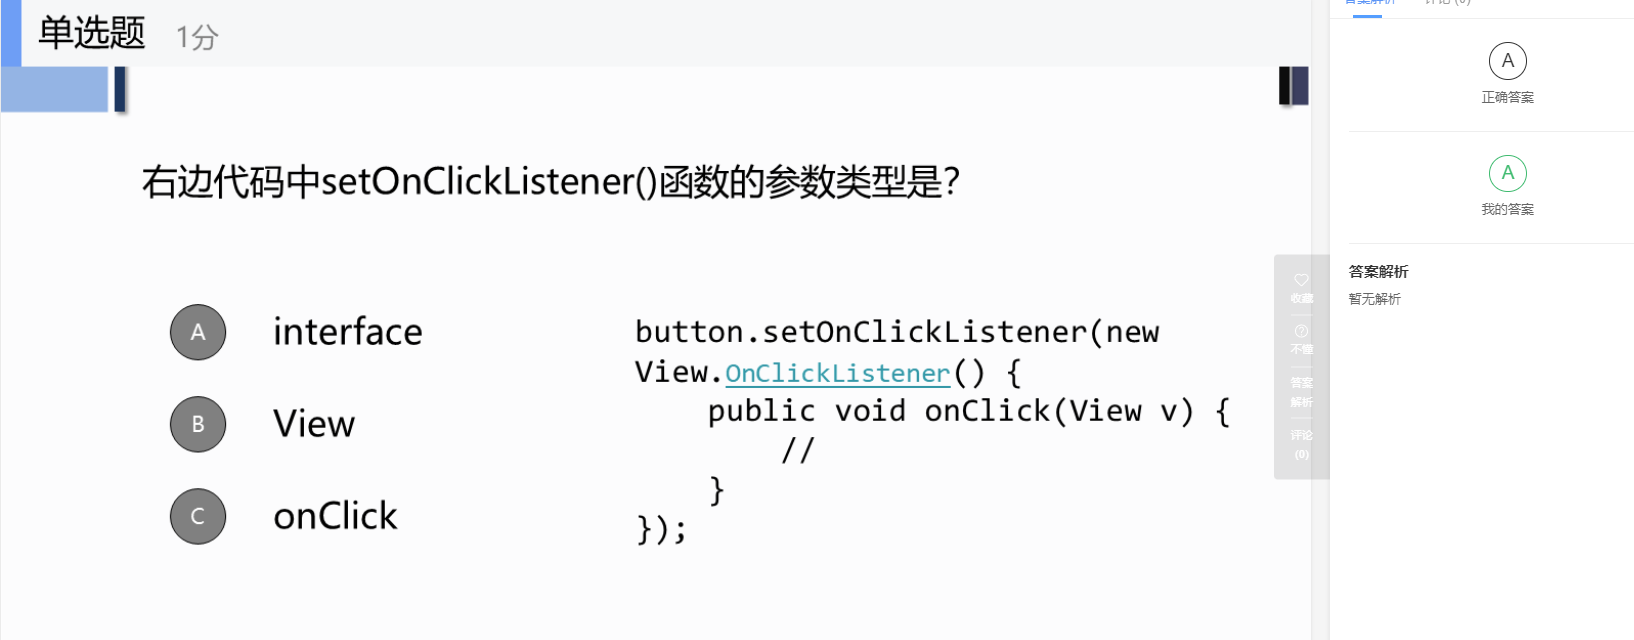 单选题 1分
右边代码中setOnClickListener()函数的参数类型是?
A interface
B View
C onClick
button.setOnClickListener(new
View.OnClickListener() {
public void onClick(View v) {
//
}
});
收藏
不懂
答案
解析
评论
(0)
答案解析 评论 (0)
A
正确答案
A
我的答案
答案解析
暂无解析